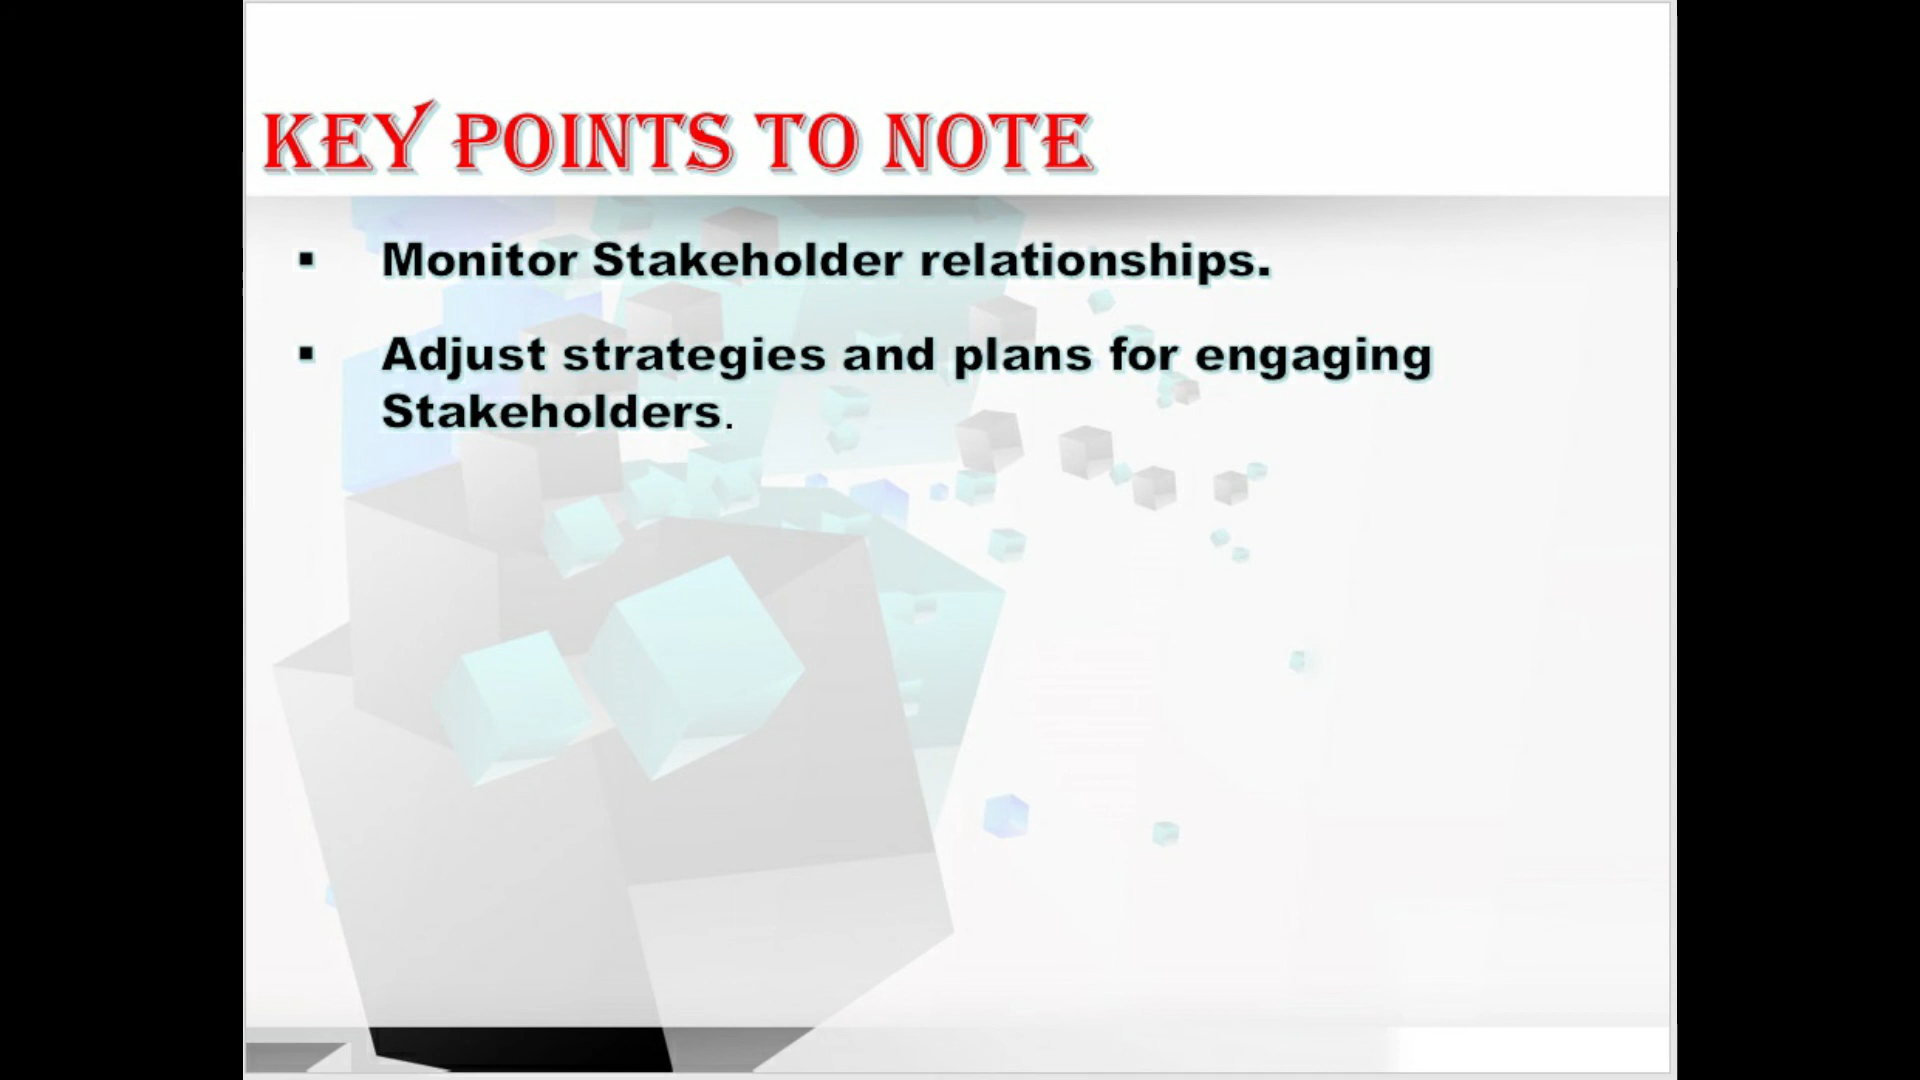 KEY POINTS TO NOTE
▪ Monitor Stakeholder relationships.
▪ Adjust strategies and plans for engaging
Stakeholders.